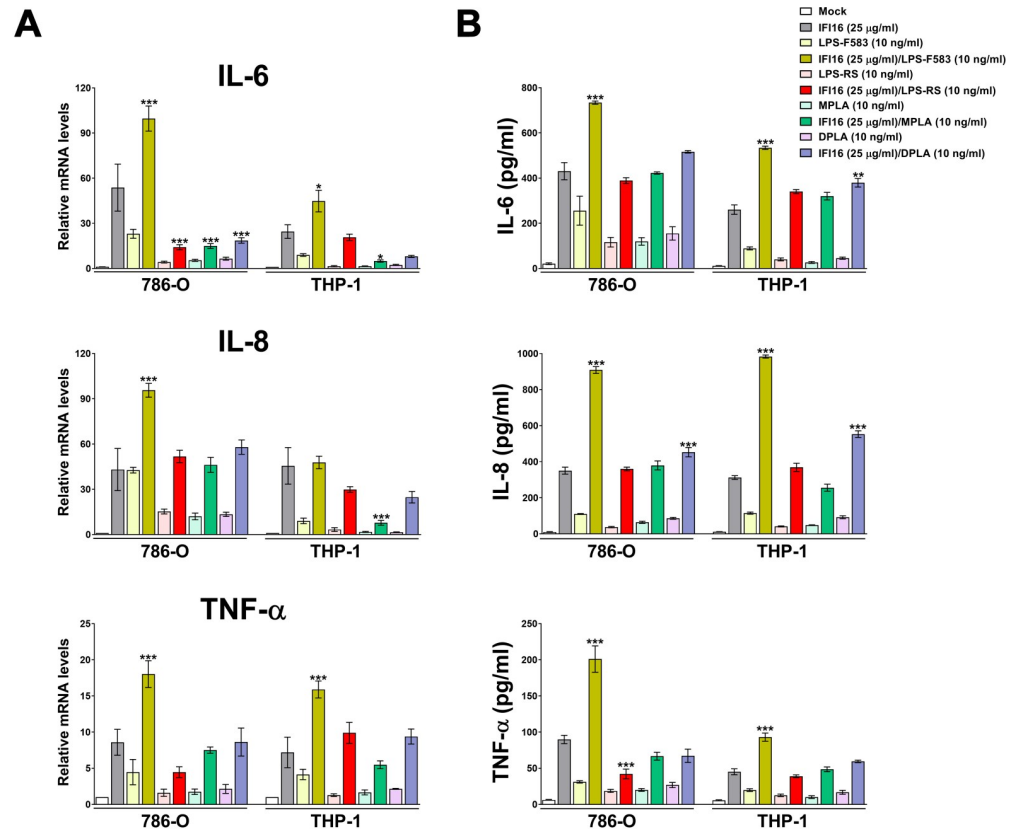 A
B
Mock
IFI16 (25 μg/ml)
LPS-F583 (10 ng/ml)
IFI16 (25 μg/ml)/LPS-F583 (10 ng/ml)
LPS-RS (10 ng/ml)
IFI16 (25 μg/ml)/LPS-RS (10 ng/ml)
MPLA (10 ng/ml)
IFI16 (25 μg/ml)/MPLA (10 ng/ml)
DPLA (10 ng/ml)
IFI16 (25 μg/ml)/DPLA (10 ng/ml)
IL-6
Relative mRNA levels
120
90
60
30
0
***
***
***
***
*
*
786-O
THP-1
IL-6 (pg/ml)
800
600
400
200
0
***
***
**
786-O
THP-1
IL-8
Relative mRNA levels
120
90
60
30
0
***
***
786-O
THP-1
IL-8 (pg/ml)
1000
800
600
400
200
0
***
***
***
***
786-O
THP-1
TNF-α
Relative mRNA levels
25
20
15
10
5
0
***
***
786-O
THP-1
TNF-α (pg/ml)
250
200
150
100
50
0
***
***
***
786-O
THP-1